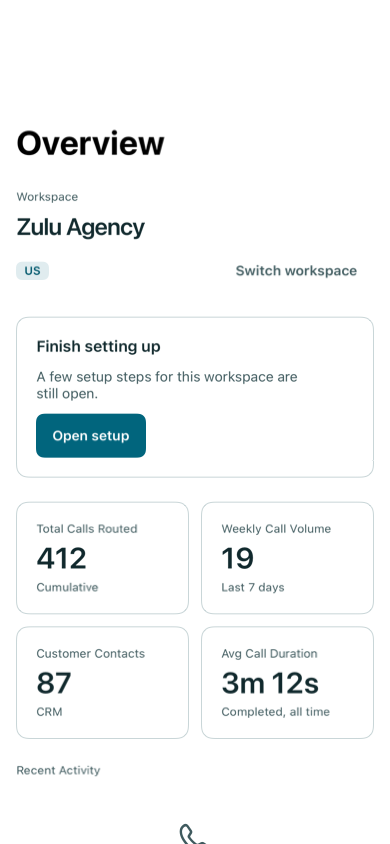 Overview
Workspace
Zulu Agency
US
Switch workspace
Finish setting up
A few setup steps for this workspace are
still open.
Open setup
Total Calls Routed
412
Cumulative
Weekly Call Volume
19
Last 7 days
Customer Contacts
87
CRM
Avg Call Duration
3m 12s
Completed, all time
Recent Activity